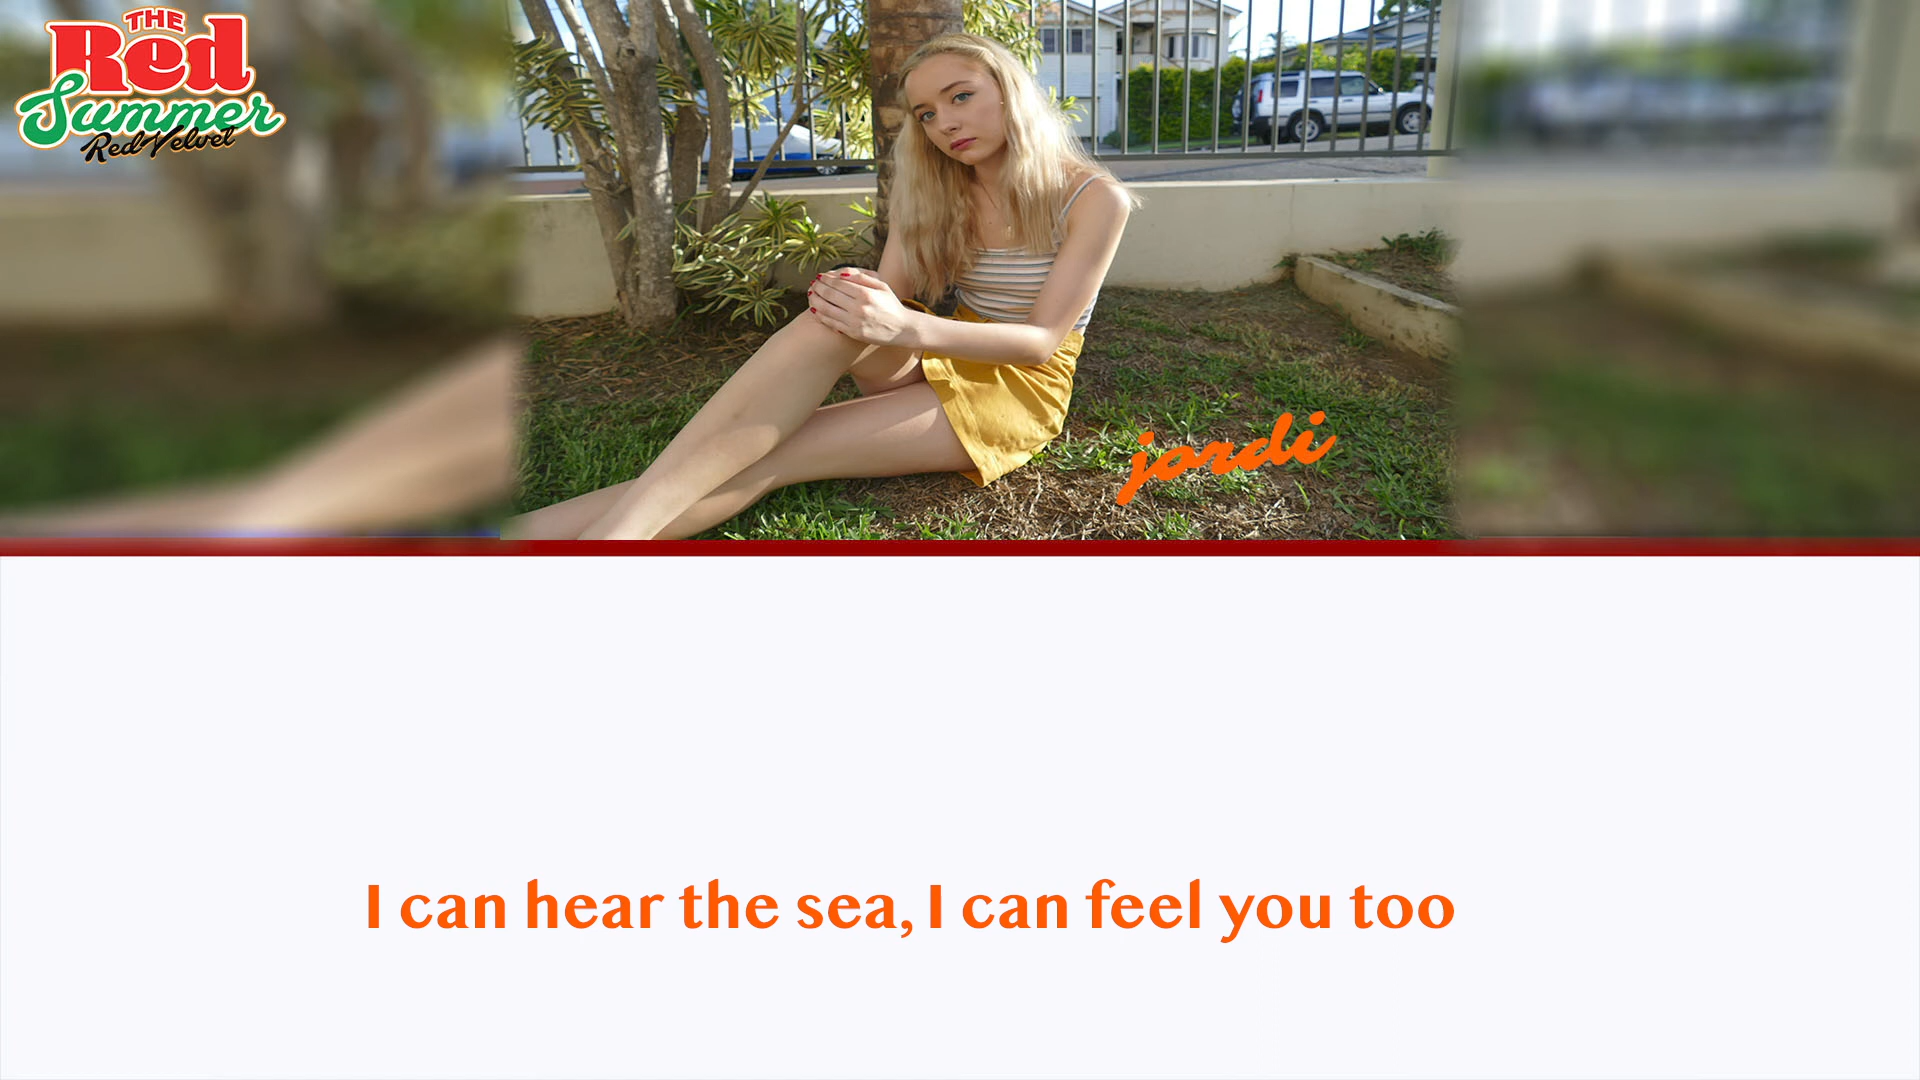 THE
Red
Summer
Red Velvet
jordi
I can hear the sea, I can feel you too